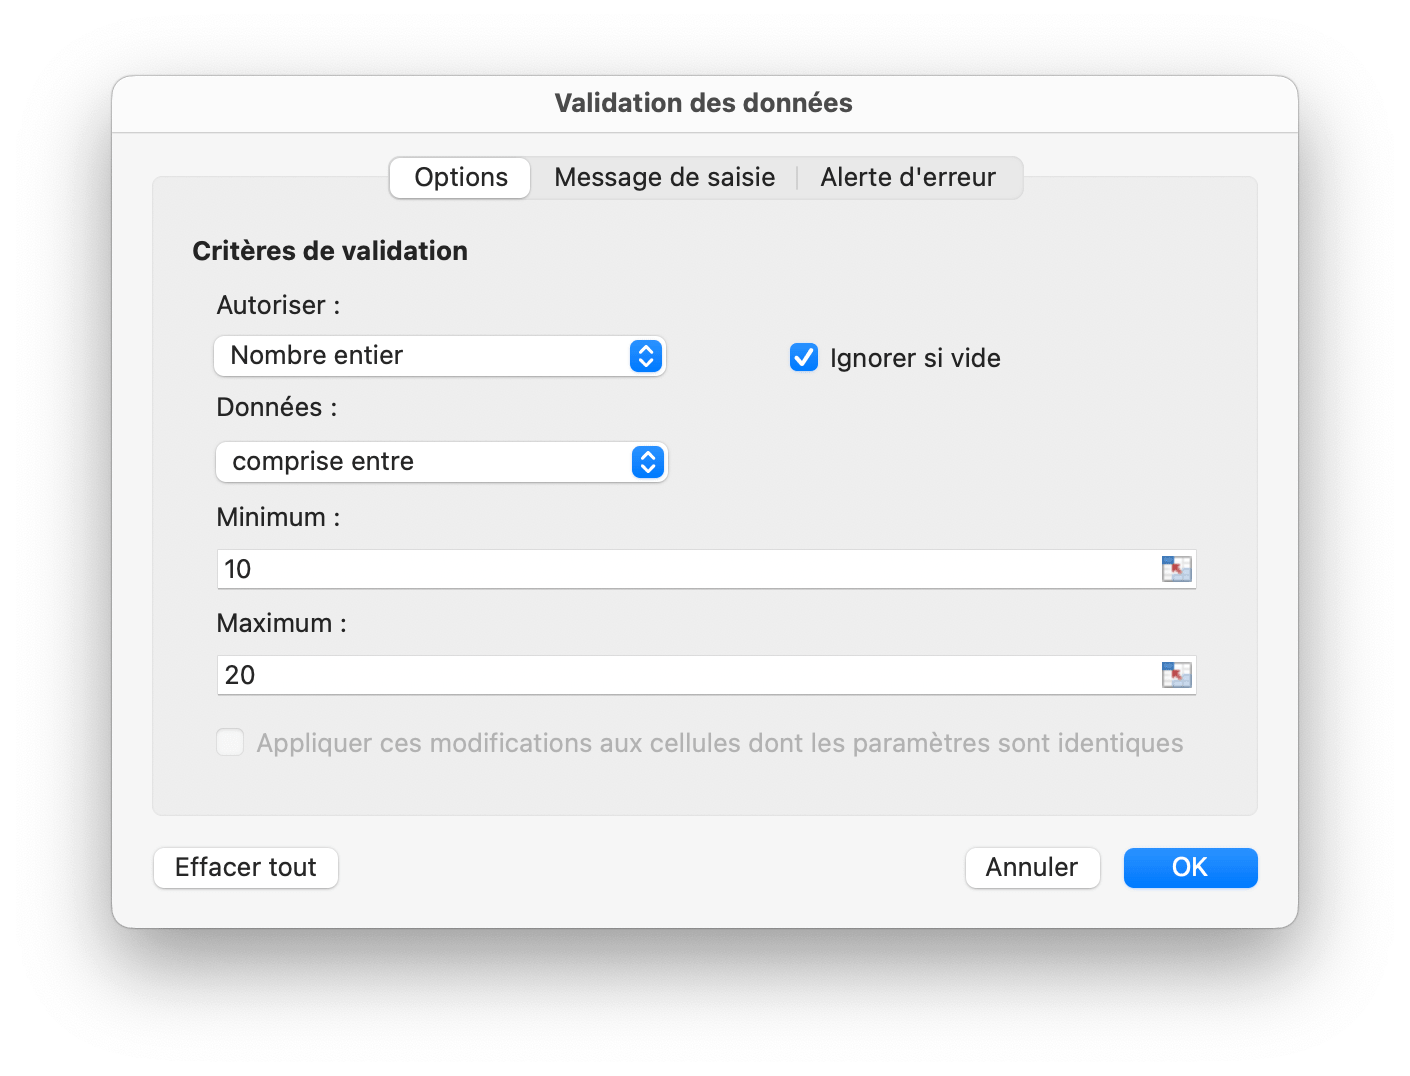 Validation des données
Options
Message de saisie
Alerte d'erreur
Critères de validation
Autoriser :
Nombre entier
Ignorer si vide
Données :
comprise entre
Minimum :
10
Maximum :
20
Appliquer ces modifications aux cellules dont les paramètres sont identiques
Effacer tout
Annuler
OK